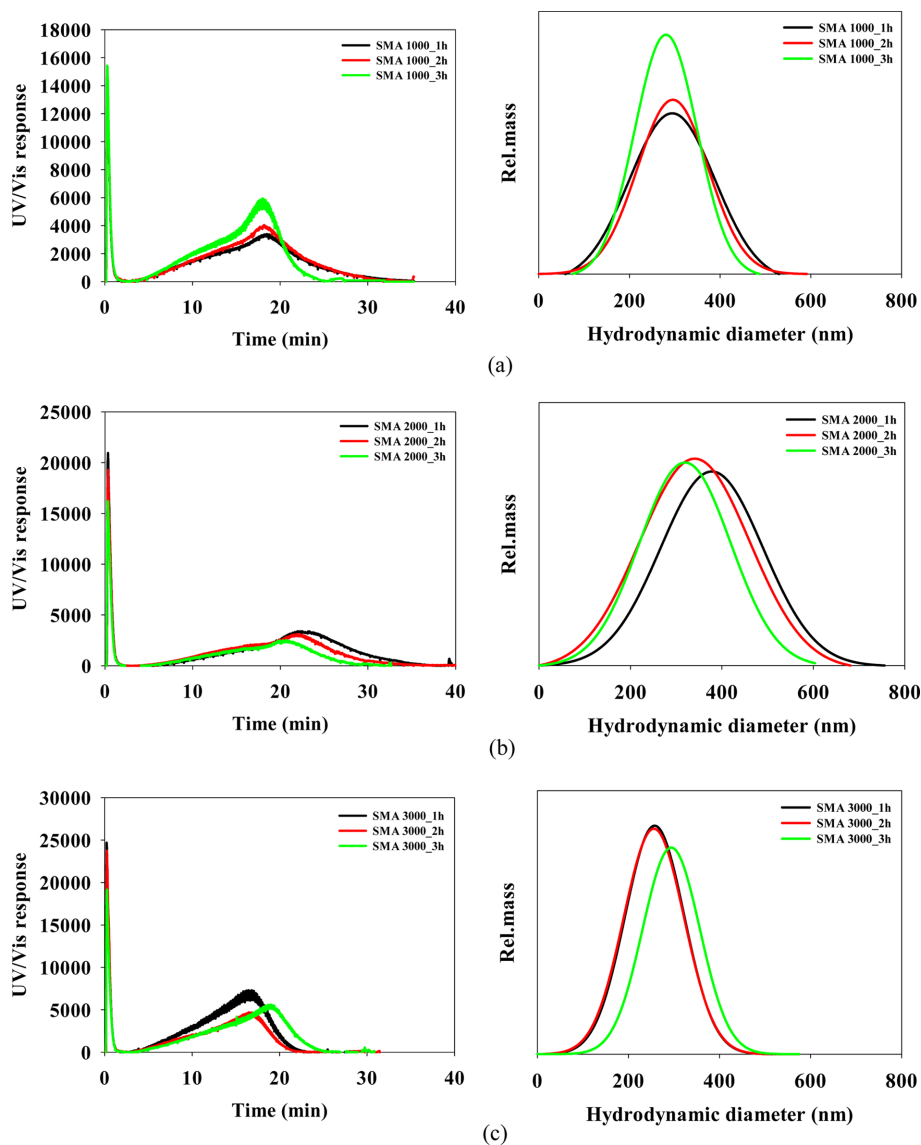 18000
16000
14000
12000
10000
8000
6000
4000
2000
0
UV/Vis response
SMA 1000_1h
SMA 1000_2h
SMA 1000_3h
0 10 20 30 40
Time (min)
Rel.mass
SMA 1000_1h
SMA 1000_2h
SMA 1000_3h
0 200 400 600 800
Hydrodynamic diameter (nm)
(a)
25000
20000
15000
10000
5000
0
UV/Vis response
SMA 2000_1h
SMA 2000_2h
SMA 2000_3h
0 10 20 30 40
Time (min)
Rel.mass
SMA 2000_1h
SMA 2000_2h
SMA 2000_3h
0 200 400 600 800
Hydrodynamic diameter (nm)
(b)
30000
25000
20000
15000
10000
5000
0
UV/Vis response
SMA 3000_1h
SMA 3000_2h
SMA 3000_3h
0 10 20 30 40
Time (min)
Rel.mass
SMA 3000_1h
SMA 3000_2h
SMA 3000_3h
0 200 400 600 800
Hydrodynamic diameter (nm)
(c)